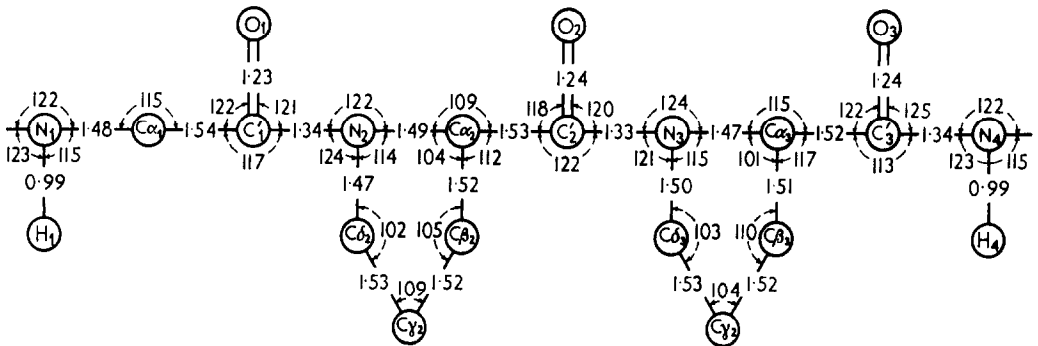 O₁ O₂ O₃
1·23 1·24 1·24
122 115 122 121 122 109 118 120 124 115 122 125 122
N₁ 1·48 Cα₁ 1·54 C′₁ 1·34 N₂ 1·49 Cα₂ 1·53 C′₂ 1·33 N₃ 1·47 Cα₃ 1·52 C′₃ 1·34 N₄
123 115 117 124 114 104 112 122 121 115 101 117 113 123 115
0·99 1·47 1·52 1·50 1·51 0·99
H₁ Cδ₂ 102 105 Cβ₂ Cδ₃ 103 110 Cβ₃ H₄
1·53 109 1·52 1·53 104 1·52
Cγ₂ Cγ₂